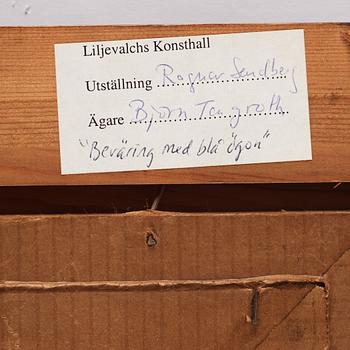 Liljevalchs Konsthall
Utställning Ragnar Sandberg
Ägare Björn Tengroth
"Beväring med blå ögon"